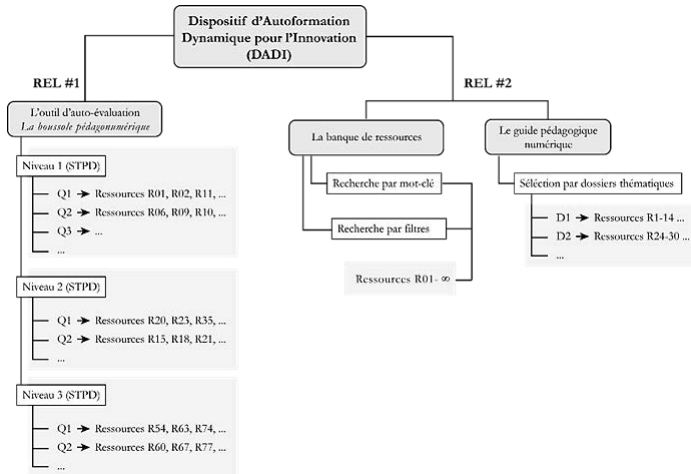 Dispositif d'Autoformation
Dynamique pour l'Innovation
(DADI)
REL #1
REL #2
L'outil d'auto-évaluation
La boussole pédagonumérique
Niveau 1 (STPD)
Q1 → Ressources R01, R02, R11, ...
Q2 → Ressources R06, R09, R10, ...
Q3 → ...
...
Niveau 2 (STPD)
Q1 → Ressources R20, R23, R35, ...
Q2 → Ressources R15, R18, R21, ...
...
Niveau 3 (STPD)
Q1 → Ressources R54, R63, R74, ...
Q2 → Ressources R60, R67, R77, ...
...
La banque de ressources
Recherche par mot-clé
Recherche par filtres
Ressources R01- ∞
Le guide pédagogique
numérique
Séléction par dossiers thématiques
D1 → Ressources R1-14 ...
D2 → Ressources R24-30 ...
...